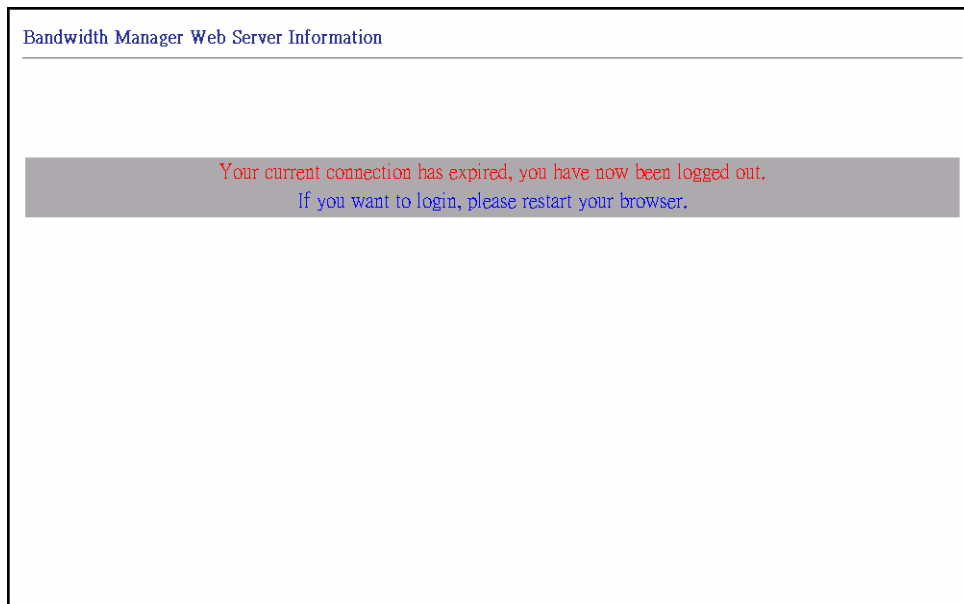 Bandwidth Manager Web Server Information
Your current connection has expired, you have now been logged out.
If you want to login, please restart your browser.